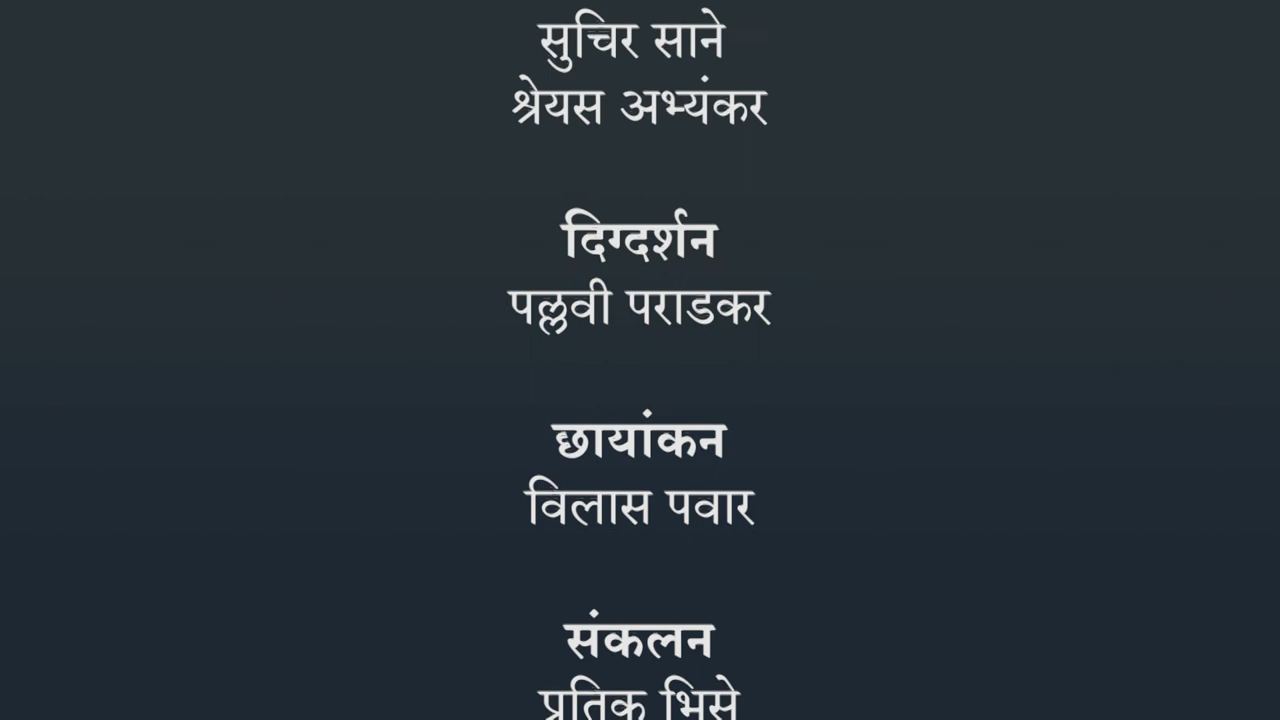 सुचिर साने
श्रेयस अभ्यंकर
दिग्दर्शन
पल्लवी पराडकर
छायांकन
विलास पवार
संकलन
प्रतिक भिसे